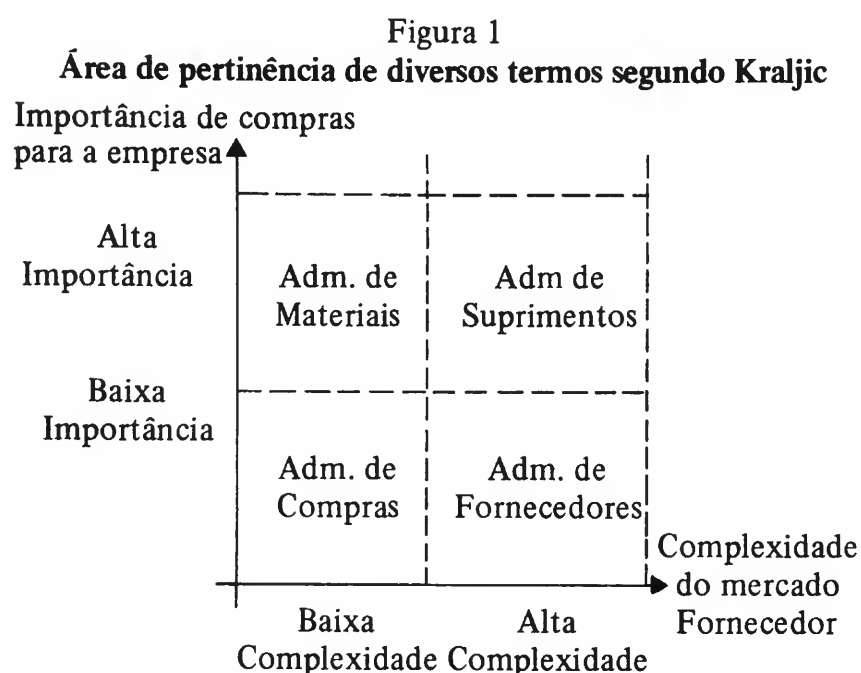 Figura 1
Área de pertinência de diversos termos segundo Kraljic
Importância de compras
para a empresa
Alta
Importância
Adm. de
Materiais
Adm de
Suprimentos
Baixa
Importância
Adm. de
Compras
Adm. de
Fornecedores
Complexidade
do mercado
Fornecedor
Baixa
Complexidade
Alta
Complexidade